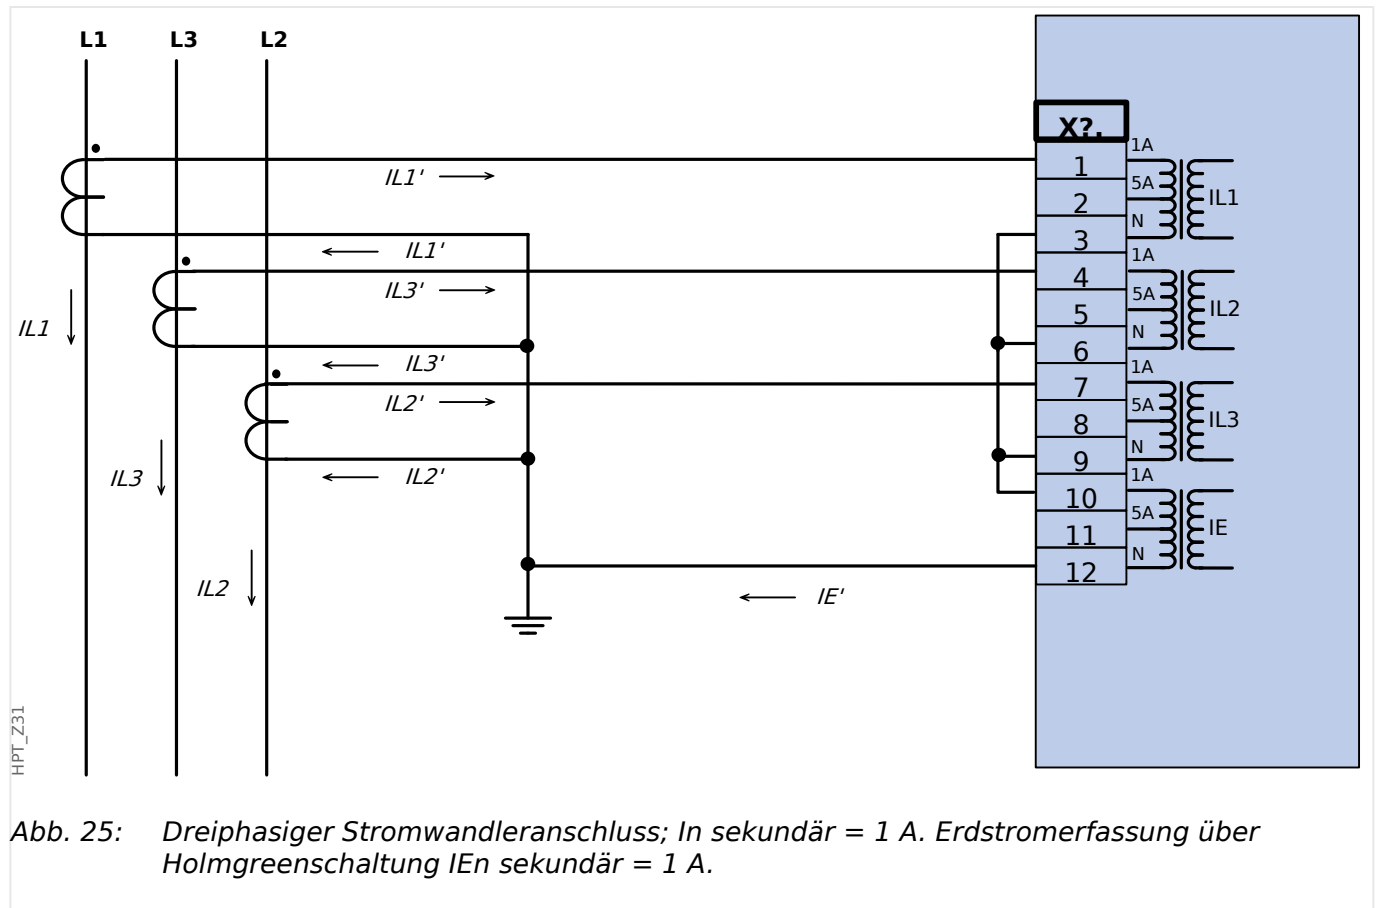 L1 L3 L2
X?.
1A
1
5A
2
IL1
N
3
IL1'
IL1'
1A
4
IL3'
5A
5
IL2
IL1
N
6
IL3'
1A
7
IL2'
5A
8
IL3
N
9
IL3
IL2'
1A
10
5A
11
IE
N
12
IL2
IE'
HPT_Z31
Abb. 25: Dreiphasiger Stromwandleranschluss; In sekundär = 1 A. Erdstromerfassung über
Holmgreenschaltung IEn sekundär = 1 A.